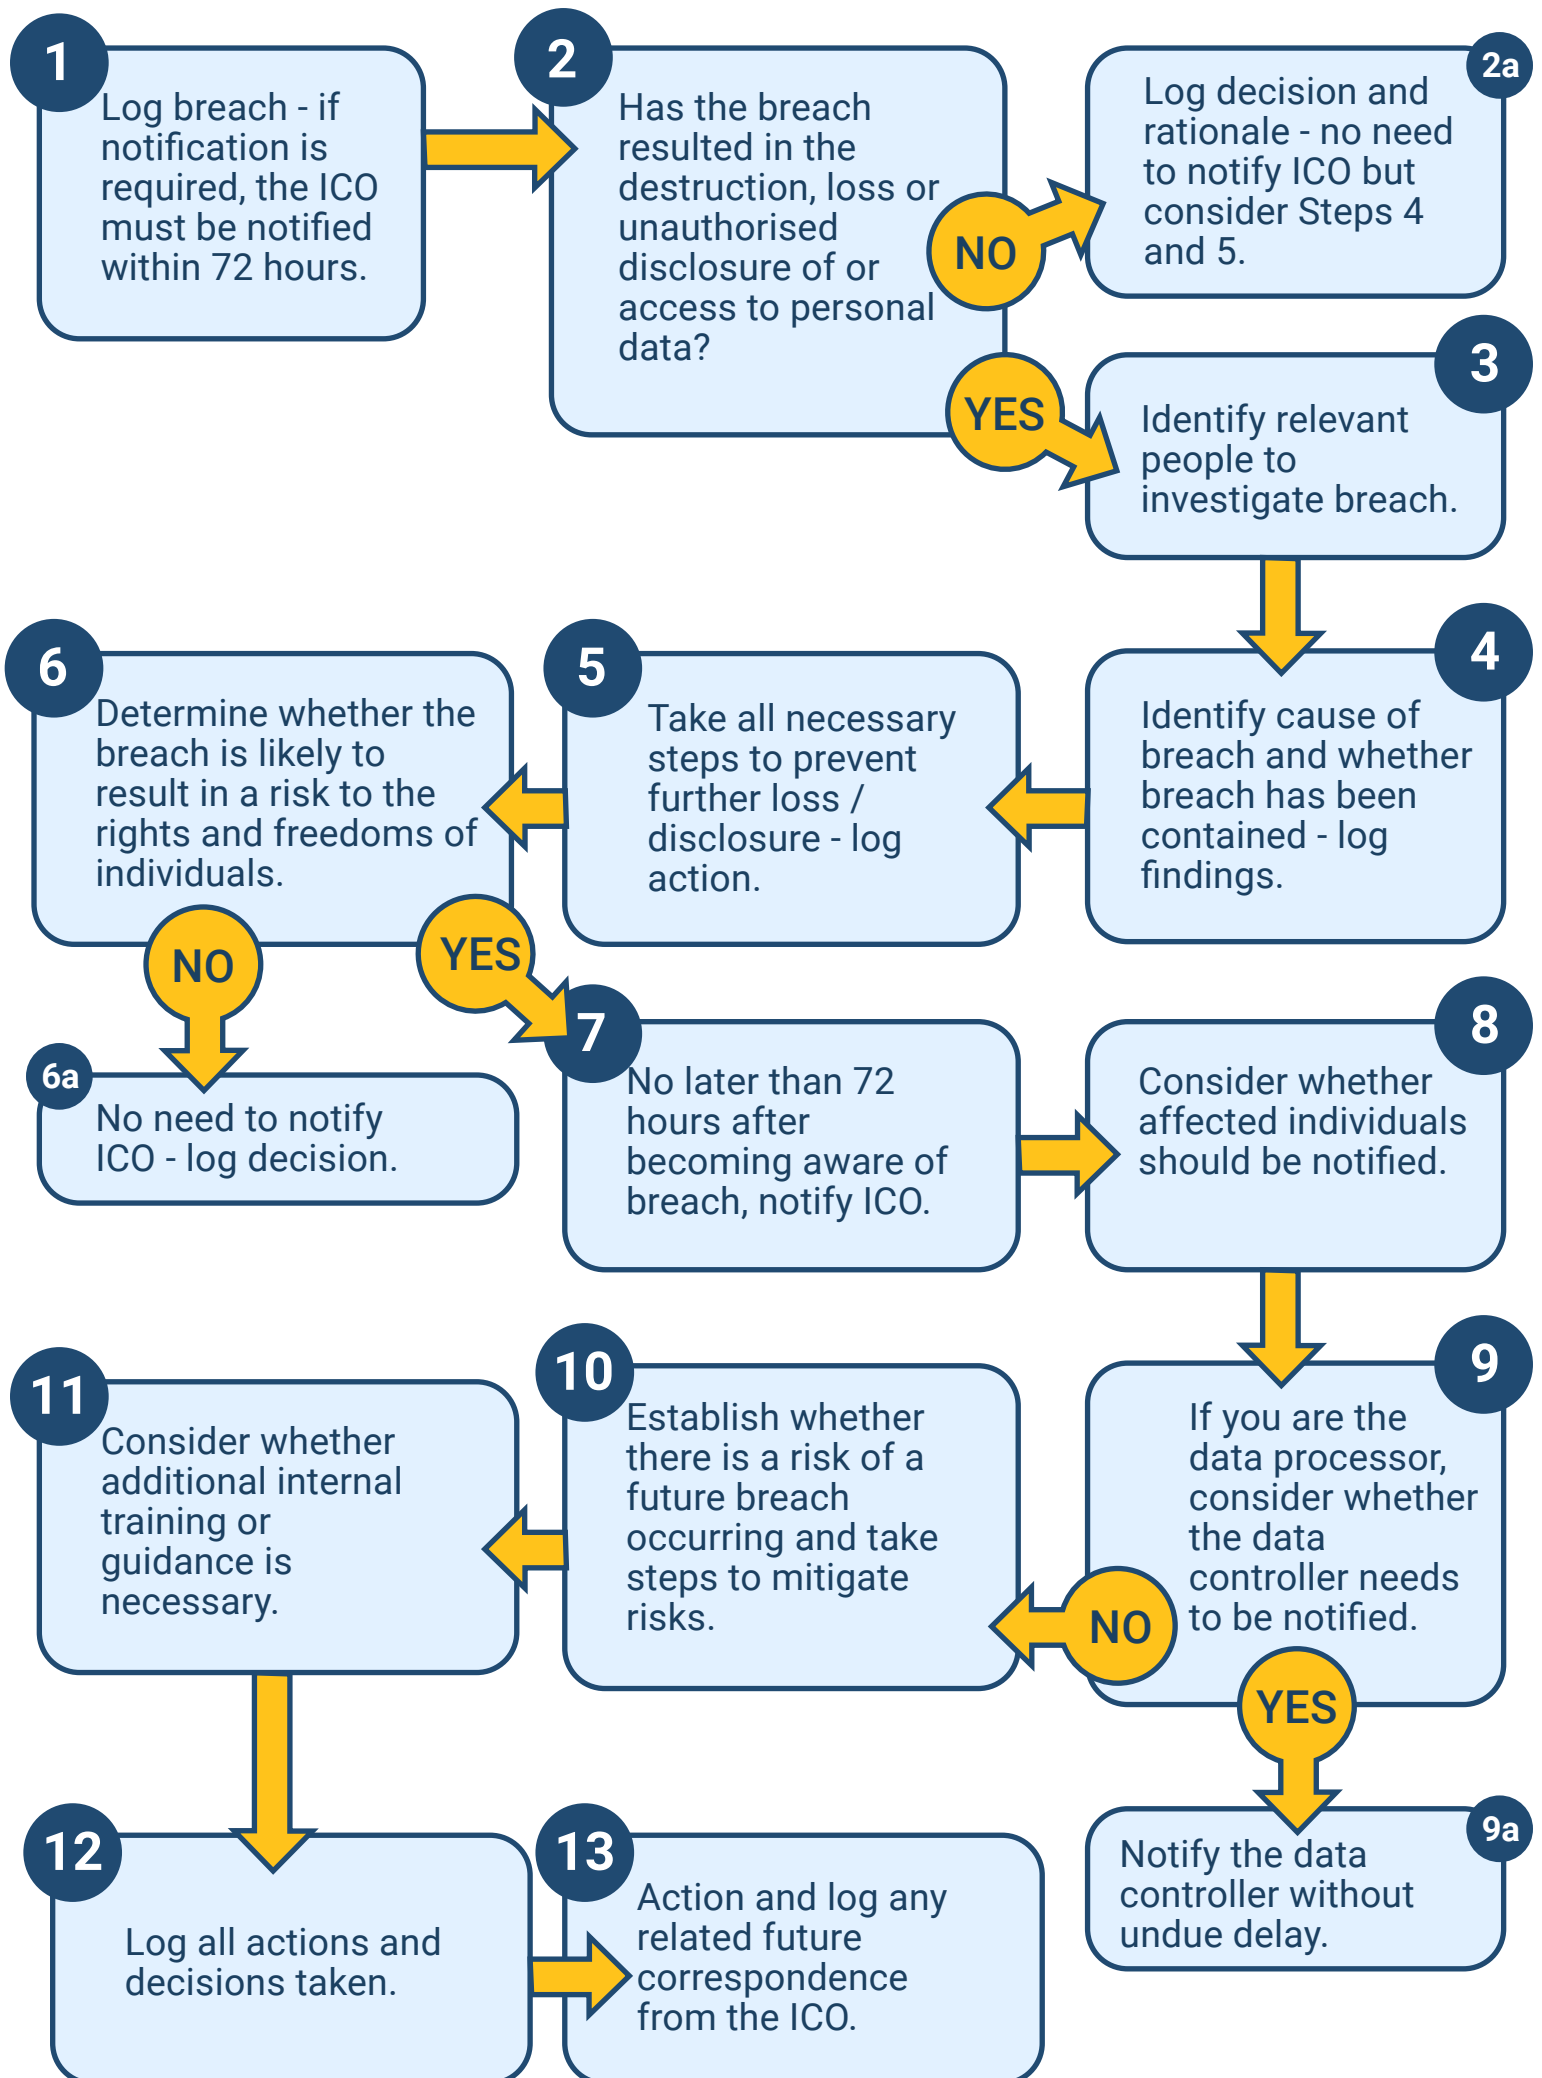 1
Log breach - if
notification is
required, the ICO
must be notified
within 72 hours.
2
Has the breach
resulted in the
destruction, loss or
unauthorised
disclosure of or
access to personal
data?
NO
YES
2a
Log decision and
rationale - no need
to notify ICO but
consider Steps 4
and 5.
3
Identify relevant
people to
investigate breach.
4
Identify cause of
breach and whether
breach has been
contained - log
findings.
5
Take all necessary
steps to prevent
further loss /
disclosure - log
action.
6
Determine whether the
breach is likely to
result in a risk to the
rights and freedoms of
individuals.
NO
YES
6a
No need to notify
ICO - log decision.
7
No later than 72
hours after
becoming aware of
breach, notify ICO.
8
Consider whether
affected individuals
should be notified.
9
If you are the
data processor,
consider whether
the data
controller needs
to be notified.
NO
YES
9a
Notify the data
controller without
undue delay.
10
Establish whether
there is a risk of a
future breach
occurring and take
steps to mitigate
risks.
11
Consider whether
additional internal
training or
guidance is
necessary.
12
Log all actions and
decisions taken.
13
Action and log any
related future
correspondence
from the ICO.